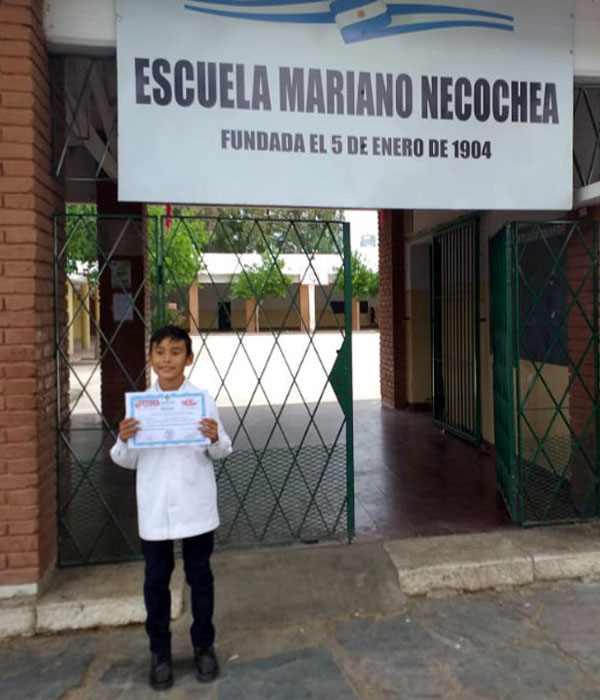 ESCUELA MARIANO NECOCHEA
FUNDADA EL 5 DE ENERO DE 1904